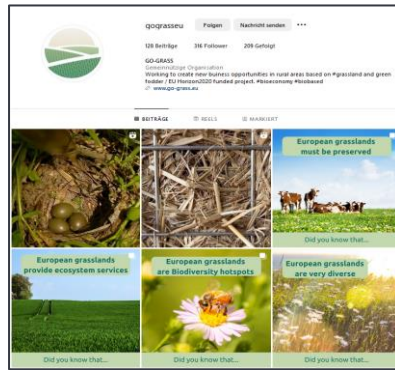 gograsseu Folgen Nachricht senden •••
128 Beiträge 316 Follower 209 Gefolgt
GO-GRASS
Gemeinnützige Organisation
Working to create new buiness opportunities in rural areas based on #grassland and green
fodder / EU Horizon2020 funded project. #bioeconomy #biobased
www.go-grass.eu
BEITRÄGE REELS MARKIERT
European grasslands
must be preserved
Did you know that...
European grasslands
provide ecosystem services
Did you know that...
European grasslands
are Biodiversity hotspots
Did you know that...
European grasslands
are very diverse
Did you know that...